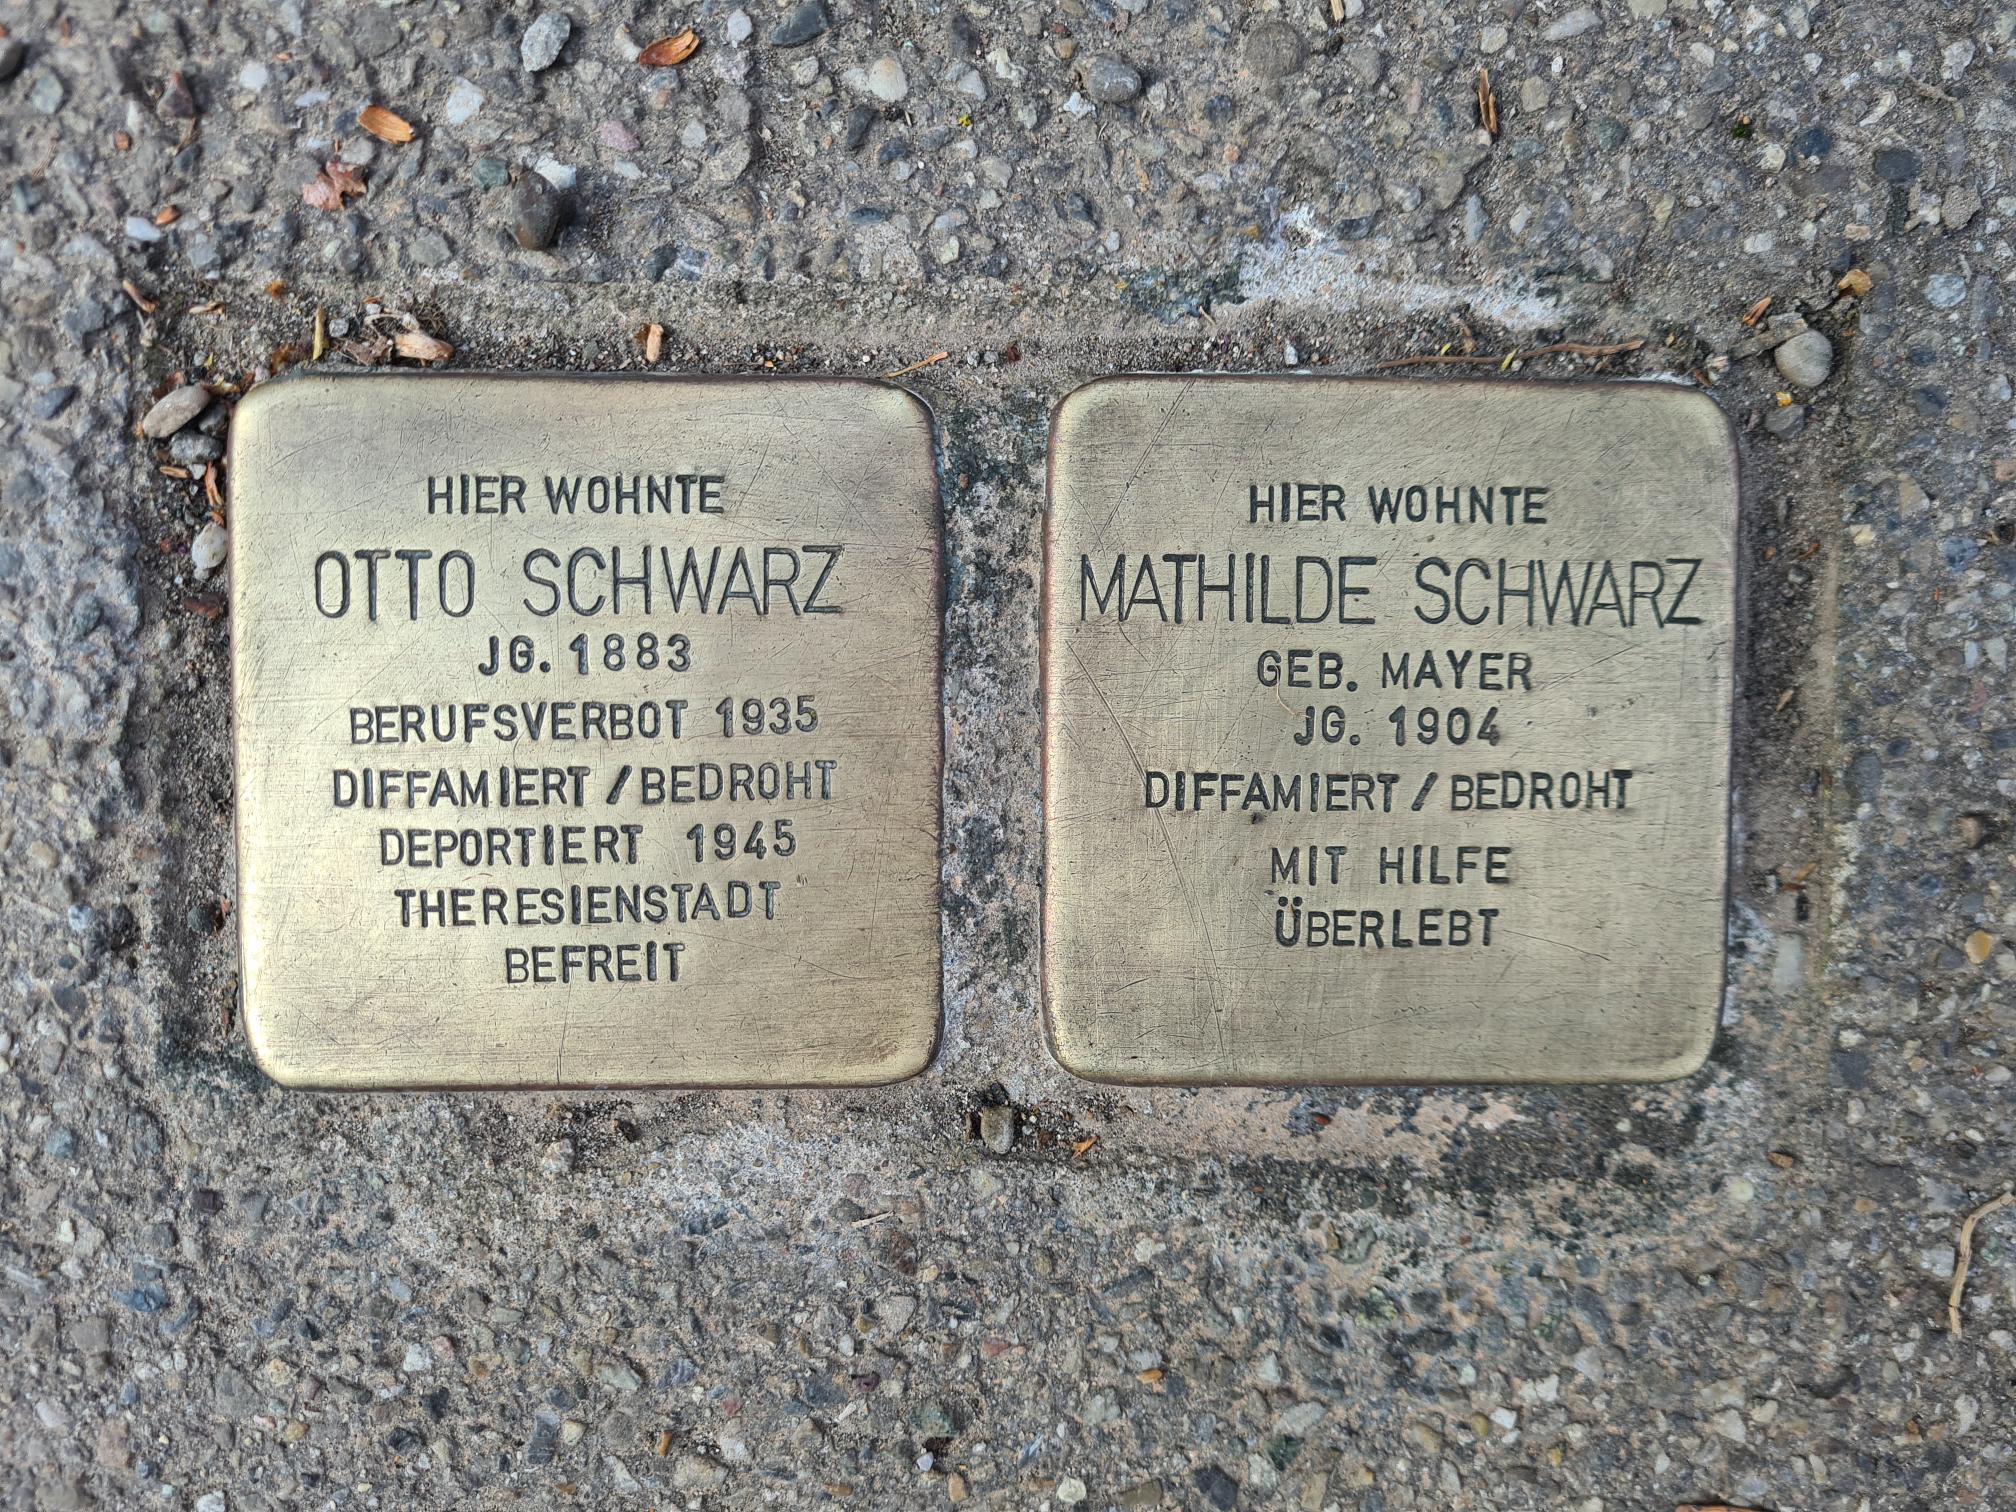 HIER WOHNTE
OTTO SCHWARZ
JG. 1883
BERUFSVERBOT 1935
DIFFAMIERT / BEDROHT
DEPORTIERT 1945
THERESIENSTADT
BEFREIT
HIER WOHNTE
MATHILDE SCHWARZ
GEB. MAYER
JG. 1904
DIFFAMIERT / BEDROHT
MIT HILFE
ÜBERLEBT